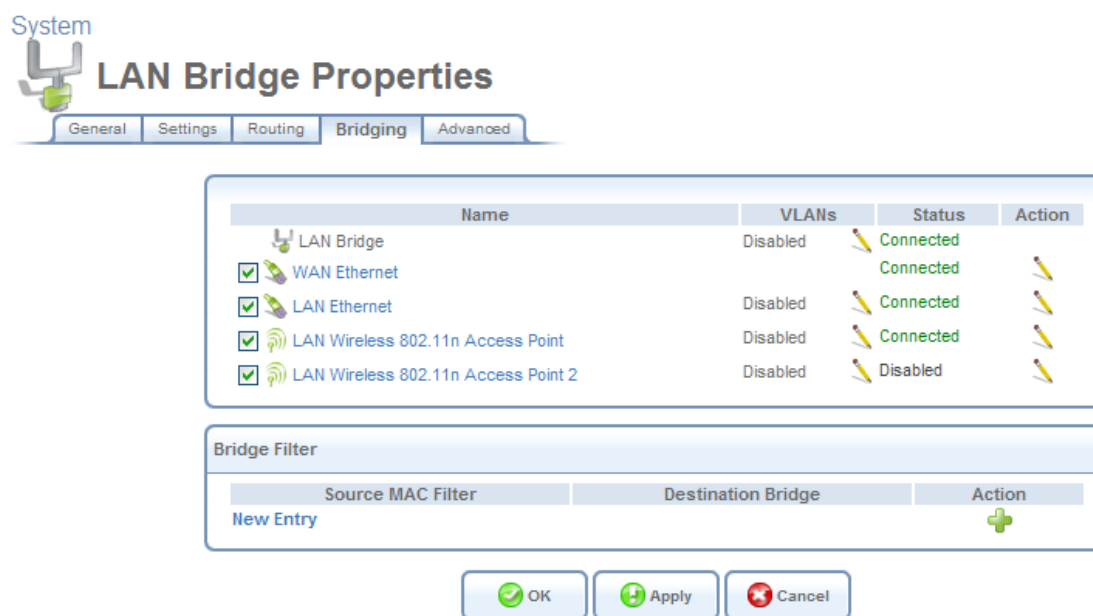 System
LAN Bridge Properties
General Settings Routing Bridging Advanced
Name VLANs Status Action
LAN Bridge Disabled Connected
WAN Ethernet Connected
LAN Ethernet Disabled Connected
LAN Wireless 802.11n Access Point Disabled Connected
LAN Wireless 802.11n Access Point 2 Disabled Disabled
Bridge Filter
Source MAC Filter Destination Bridge Action
New Entry
OK Apply Cancel